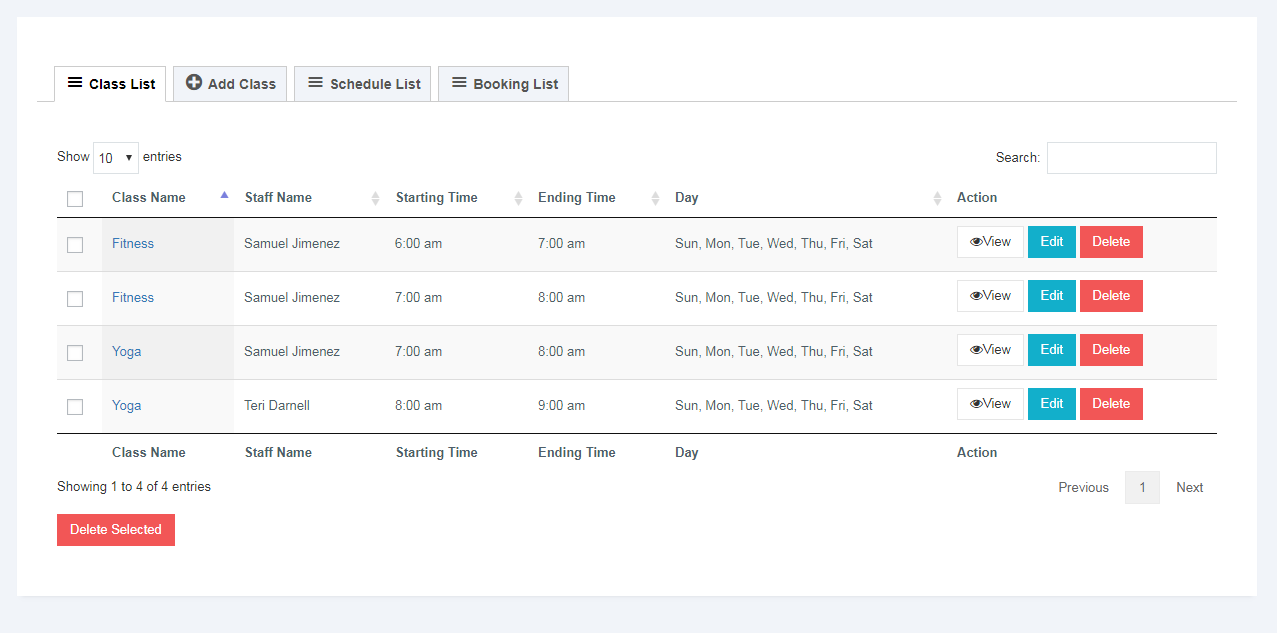 Class List Add Class Schedule List Booking List
Show 10 entries Search:
Class Name Staff Name Starting Time Ending Time Day Action
Fitness Samuel Jimenez 6:00 am 7:00 am Sun, Mon, Tue, Wed, Thu, Fri, Sat View Edit Delete
Fitness Samuel Jimenez 7:00 am 8:00 am Sun, Mon, Tue, Wed, Thu, Fri, Sat View Edit Delete
Yoga Samuel Jimenez 7:00 am 8:00 am Sun, Mon, Tue, Wed, Thu, Fri, Sat View Edit Delete
Yoga Teri Darnell 8:00 am 9:00 am Sun, Mon, Tue, Wed, Thu, Fri, Sat View Edit Delete
Class Name Staff Name Starting Time Ending Time Day Action
Showing 1 to 4 of 4 entries Previous 1 Next
Delete Selected